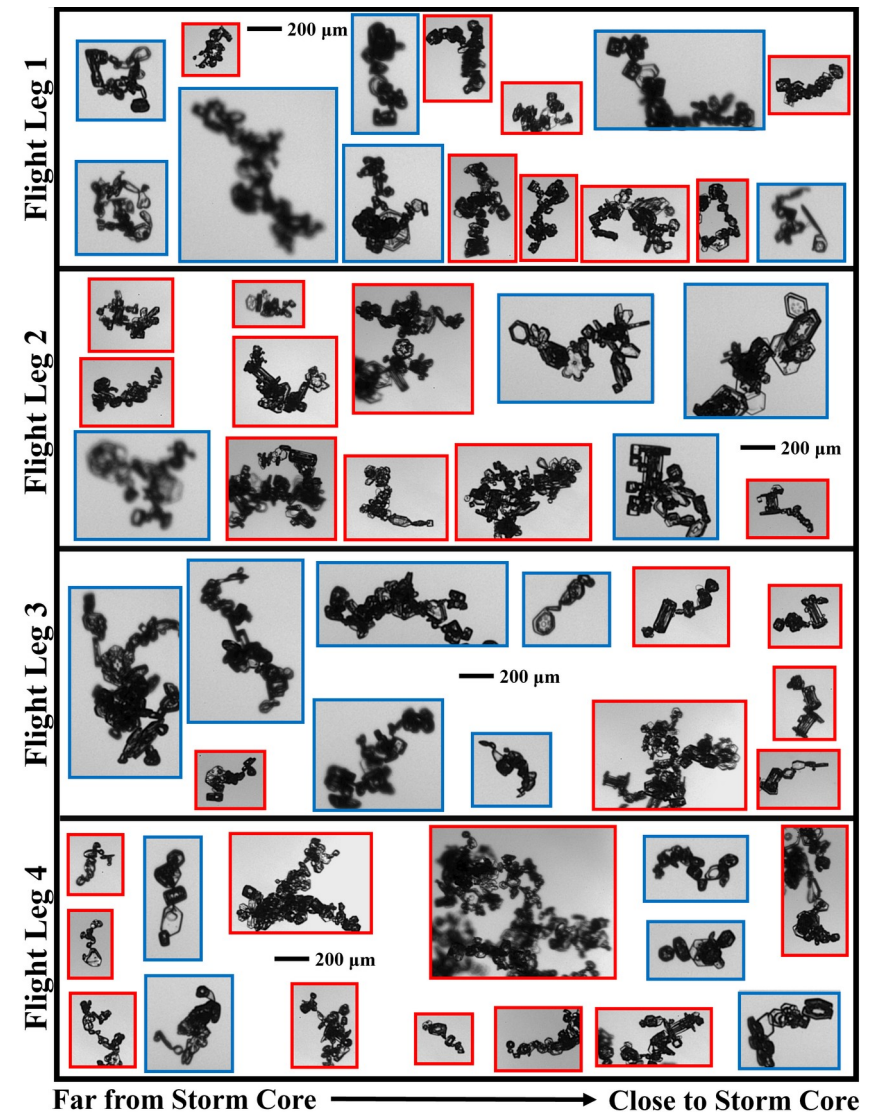 Flight Leg 1
200 µm
Flight Leg 2
200 µm
Flight Leg 3
200 µm
Flight Leg 4
200 µm
Far from Storm Core
Close to Storm Core